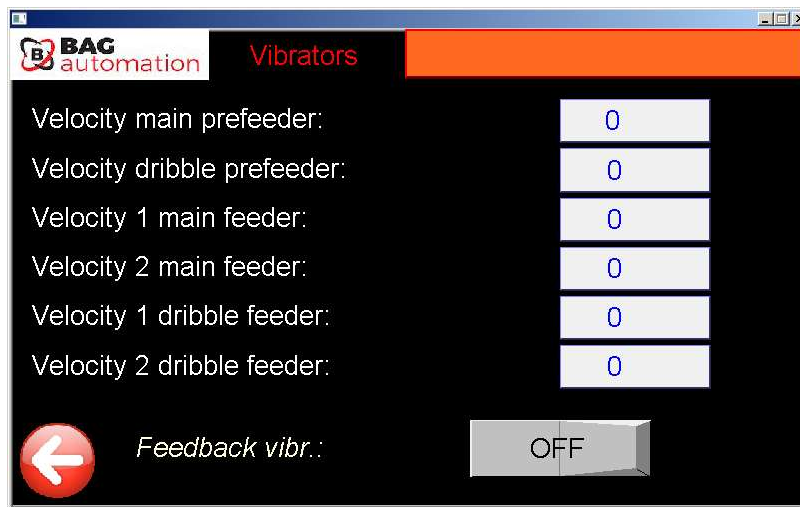 BAG
automation
Vibrators
Velocity main prefeeder: 0
Velocity dribble prefeeder: 0
Velocity 1 main feeder: 0
Velocity 2 main feeder: 0
Velocity 1 dribble feeder: 0
Velocity 2 dribble feeder: 0
Feedback vibr.: OFF